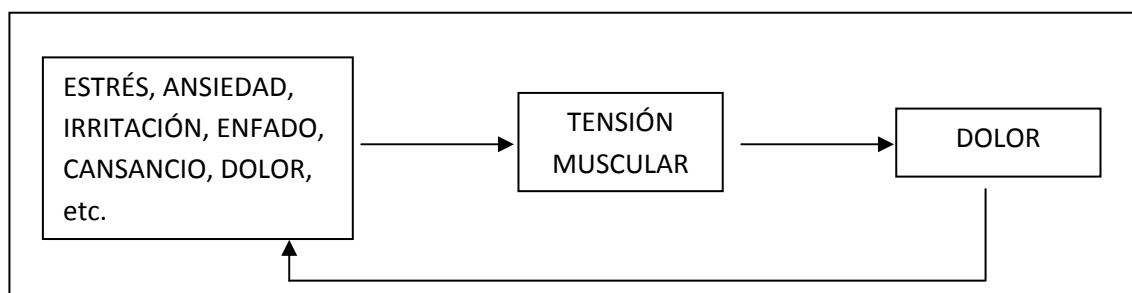 ESTRÉS, ANSIEDAD,
IRRITACIÓN, ENFADO,
CANSANCIO, DOLOR,
etc.
TENSIÓN
MUSCULAR
DOLOR